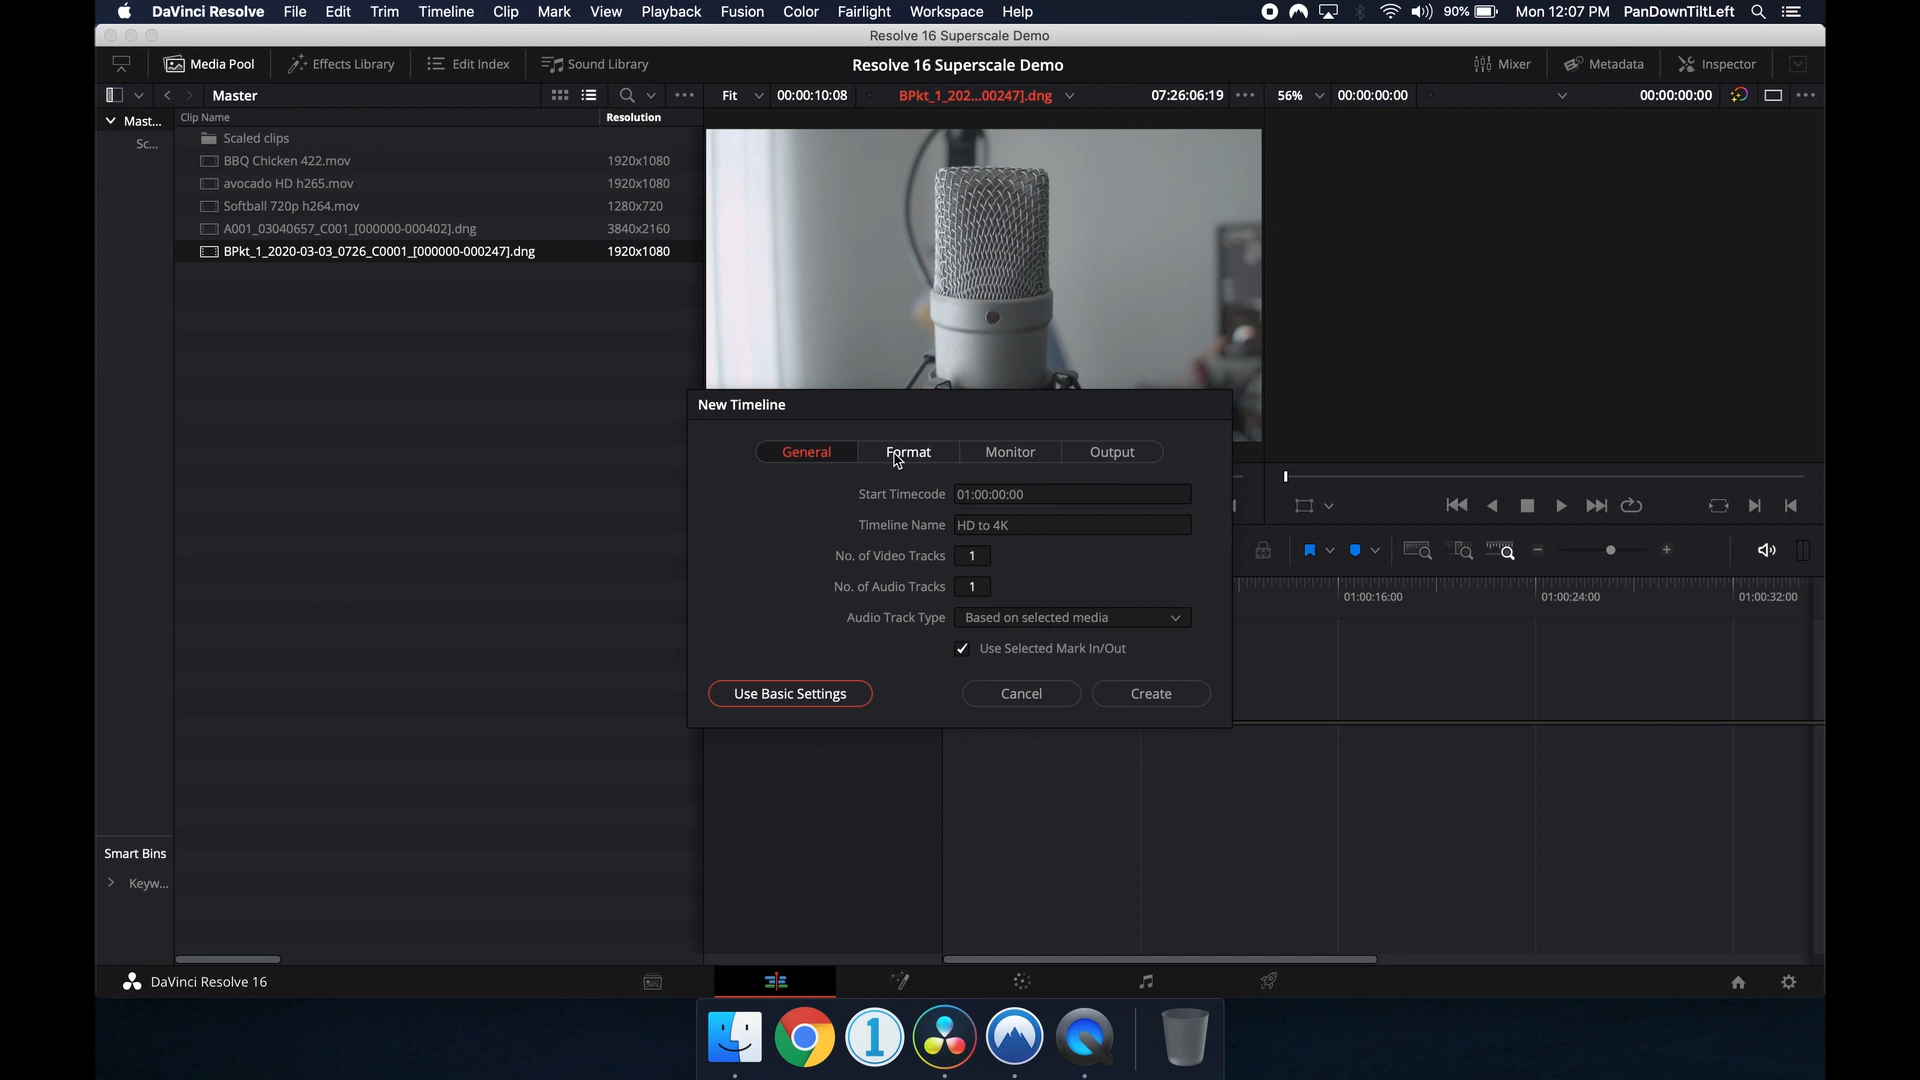 DaVinci Resolve File Edit Trim Timeline Clip Mark View Playback Fusion Color Fairlight Workspace Help 90% Mon 12:07 PM PanDownTiltLeft
Resolve 16 Superscale Demo
Media Pool Effects Library Edit Index Sound Library Resolve 16 Superscale Demo Mixer Metadata Inspector
Master Fit 00:00:10:08 BPkt_1_202...00247].dng 07:26:06:19 56% 00:00:00:00 00:00:00:00
Mast... Clip Name Resolution
Sc... Scaled clips
BBQ Chicken 422.mov 1920x1080
avocado HD h265.mov 1920x1080
Softball 720p h264.mov 1280x720
A001_03040657_C001_[000000-000402].dng 3840x2160
BPkt_1_2020-03-03_0726_C0001_[000000-000247].dng 1920x1080
New Timeline
General Format Monitor Output
Start Timecode 01:00:00:00
Timeline Name HD to 4K
No. of Video Tracks 1
No. of Audio Tracks 1
Audio Track Type Based on selected media
Use Selected Mark In/Out
Use Basic Settings Cancel Create
01:00:16:00 01:00:24:00 01:00:32:00
Smart Bins
Keyw...
DaVinci Resolve 16
1